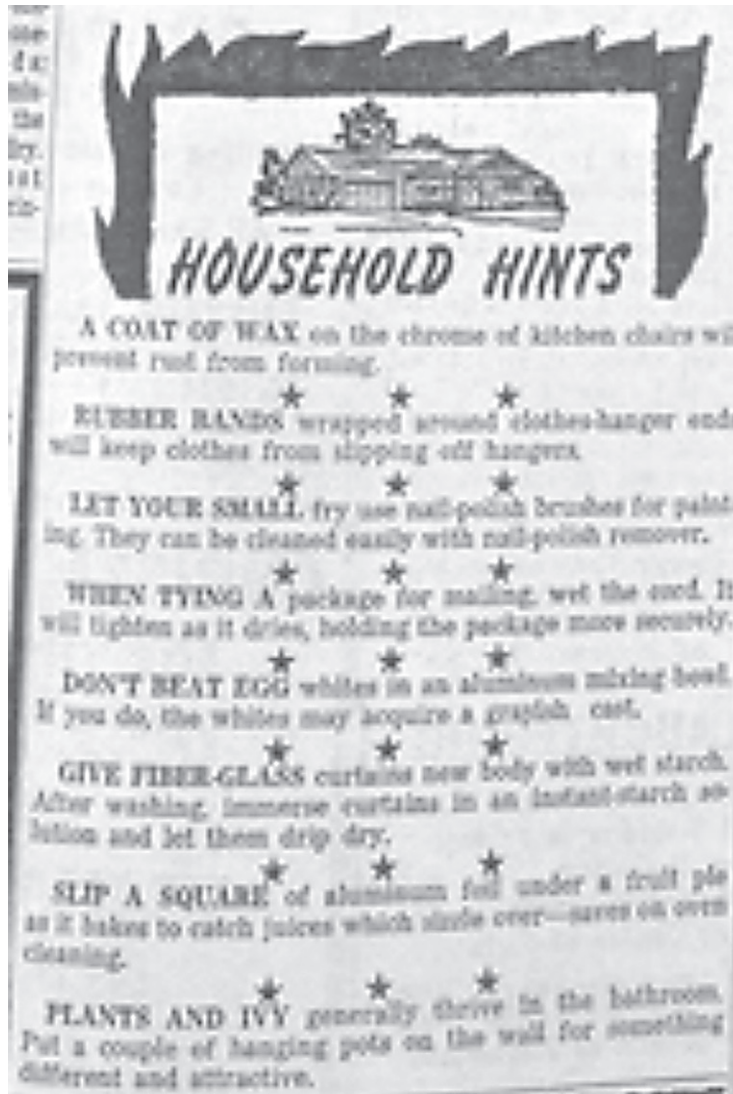 the
HOUSEHOLD HINTS
A COAT OF WAX on the chrome of kitchen chairs wil
prevent rust from forming.
RUBBER BANDS wrapped around clothes-hanger ends
will keep clothes from slipping off hangers.
LET YOUR SMALL fry use nail-polish brushes for paint-
ing. They can be cleaned easily with nail-polish remover.
WHEN TYING A package for mailing, wet the cord. It
will tighten as it dries, holding the package more securely.
DON'T BEAT EGG whites in an aluminum mixing bowl.
If you do, the whites may acquire a grayish cast.
GIVE FIBER-GLASS curtains new body with wet starch.
After washing, immerse curtains in an instant-starch so-
lution and let them drip dry.
SLIP A SQUARE of aluminum foil under a fruit pie
as it bakes to catch juices which sizzle over—saves on oven
cleaning.
PLANTS AND IVY generally thrive in the bathroom.
Put a couple of hanging pots on the wall for something
different and attractive.